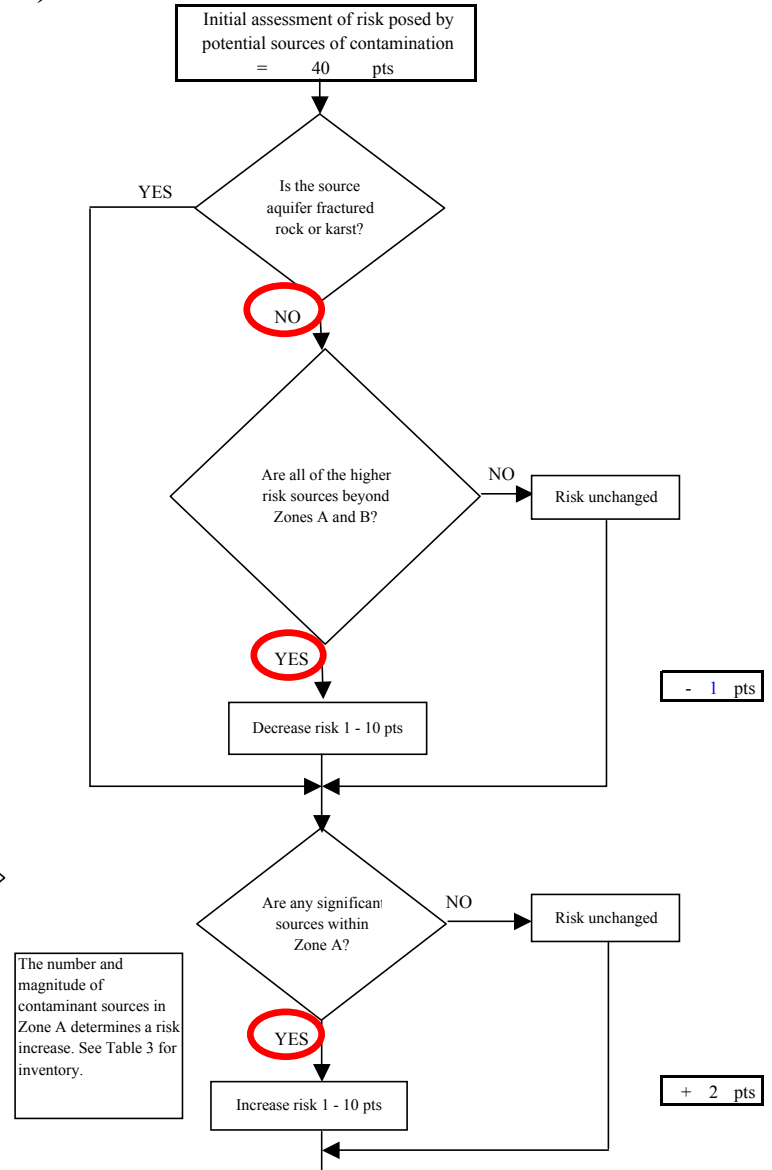 )
Initial assessment of risk posed by
potential sources of contamination
= 40 pts
YES
Is the source
aquifer fractured
rock or karst?
NO
Are all of the higher
risk sources beyond
Zones A and B?
NO
Risk unchanged
YES
- 1 pts
Decrease risk 1 - 10 pts
Are any significant
sources within
Zone A?
NO
Risk unchanged
The number and
magnitude of
contaminant sources in
Zone A determines a risk
increase. See Table 3 for
inventory.
YES
Increase risk 1 - 10 pts
+ 2 pts